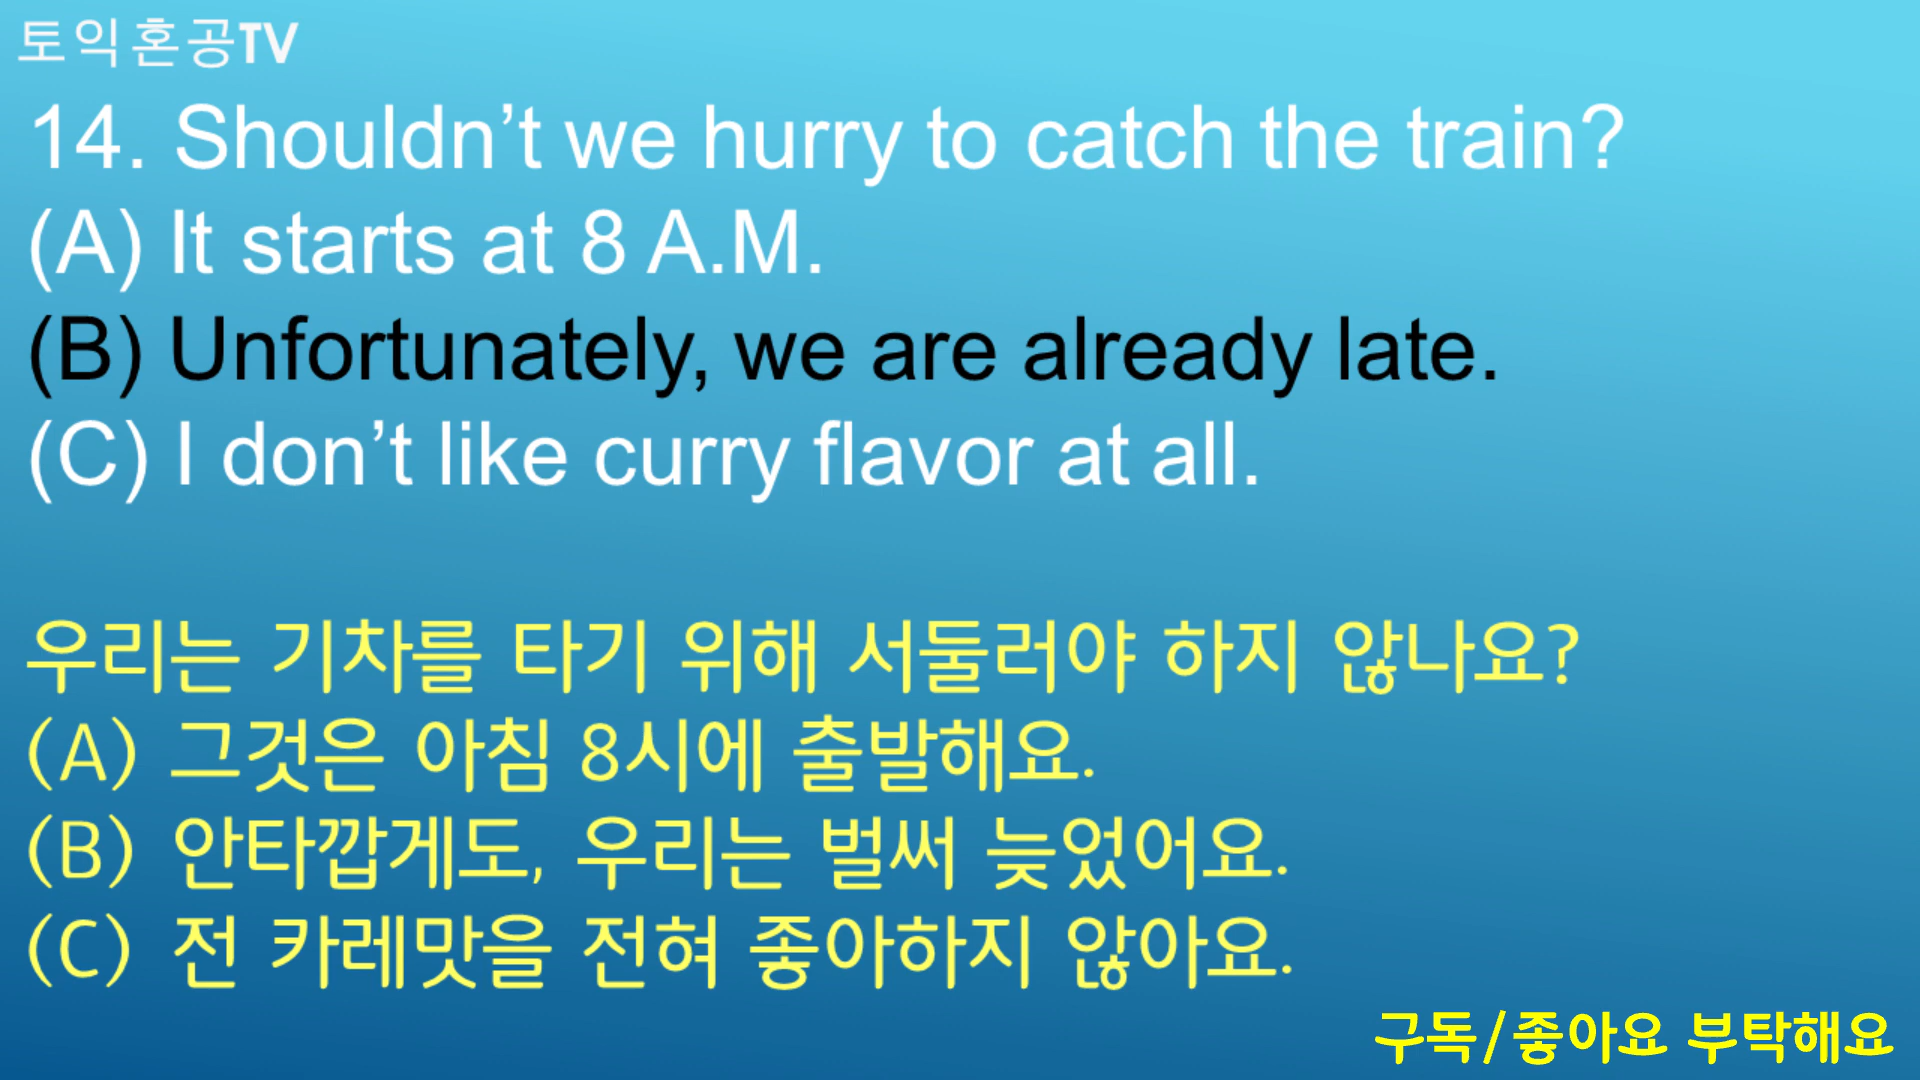 토익혼공TV
14. Shouldn’t we hurry to catch the train?
(A) It starts at 8 A.M.
(B) Unfortunately, we are already late.
(C) I don’t like curry flavor at all.
우리는 기차를 타기 위해 서둘러야 하지 않나요?
(A) 그것은 아침 8시에 출발해요.
(B) 안타깝게도, 우리는 벌써 늦었어요.
(C) 전 카레맛을 전혀 좋아하지 않아요.
구독/좋아요 부탁해요